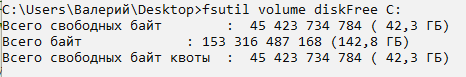 C:\Users\Валерий\Desktop>fsutil volume diskFree C:
Всего свободных байт : 45 423 734 784 ( 42,3 ГБ)
Всего байт : 153 316 487 168 (142,8 ГБ)
Всего свободных байт квоты : 45 423 734 784 ( 42,3 ГБ)